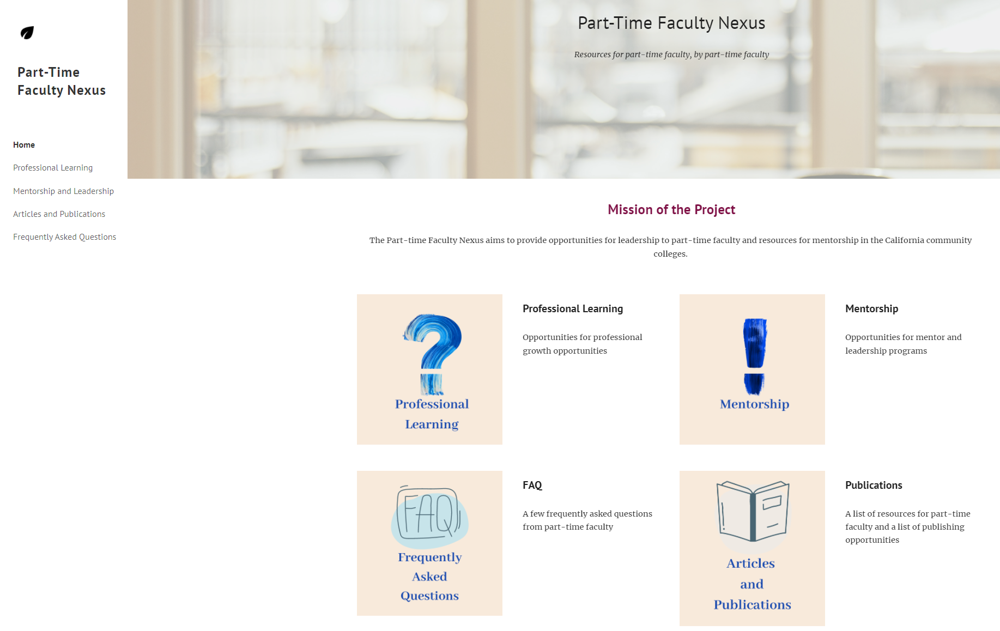 Part-Time
Faculty Nexus
Home
Professional Learning
Mentorship and Leadership
Articles and Publications
Frequently Asked Questions
Part-Time Faculty Nexus
Resources for part-time faculty, by part-time faculty
Mission of the Project
The Part-time Faculty Nexus aims to provide opportunities for leadership to part-time faculty and resources for mentorship in the California community
colleges.
?
Professional
Learning
Professional Learning
Opportunities for professional
growth opportunities
!
Mentorship
Mentorship
Opportunities for mentor and
leadership programs
FAQ
Frequently
Asked
Questions
FAQ
A few frequently asked questions
from part-time faculty
Articles
and
Publications
Publications
A list of resources for part-time
faculty and a list of publishing
opportunities